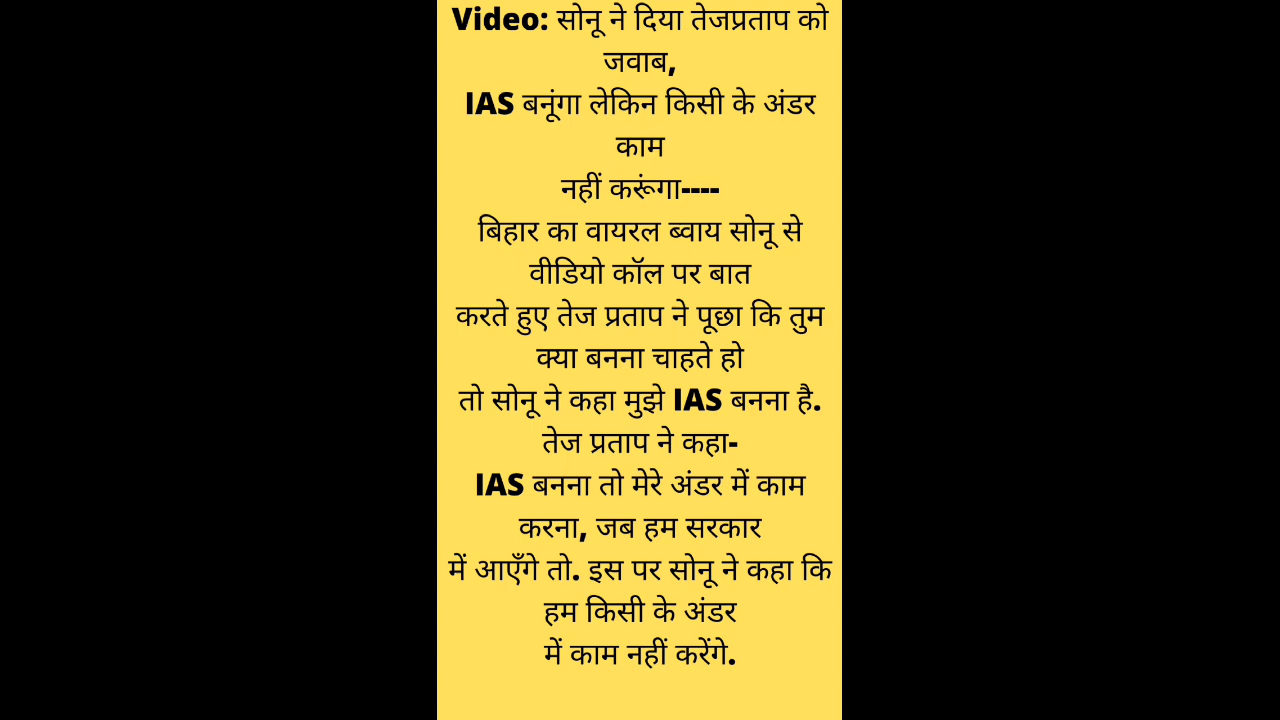 Video: सोनू ने दिया तेजप्रताप को
जवाब,
IAS बनूंगा लेकिन किसी के अंडर
काम
नहीं करूंगा----
बिहार का वायरल ब्वाय सोनू से
वीडियो कॉल पर बात
करते हुए तेज प्रताप ने पूछा कि तुम
क्या बनना चाहते हो
तो सोनू ने कहा मुझे IAS बनना है.
तेज प्रताप ने कहा-
IAS बनना तो मेरे अंडर में काम
करना, जब हम सरकार
में आएँगे तो. इस पर सोनू ने कहा कि
हम किसी के अंडर
में काम नहीं करेंगे.